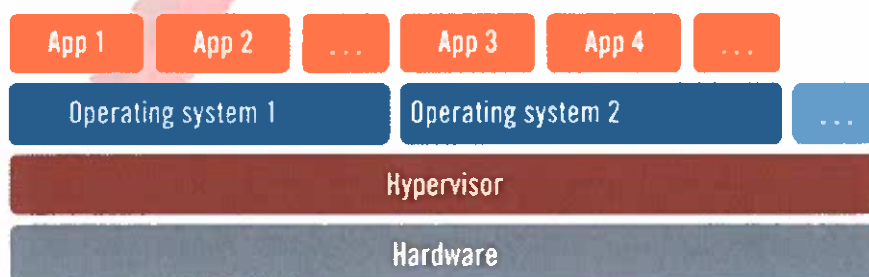 App 1 App 2 ... App 3 App 4 ...
Operating system 1 Operating system 2 ...
Hypervisor
Hardware